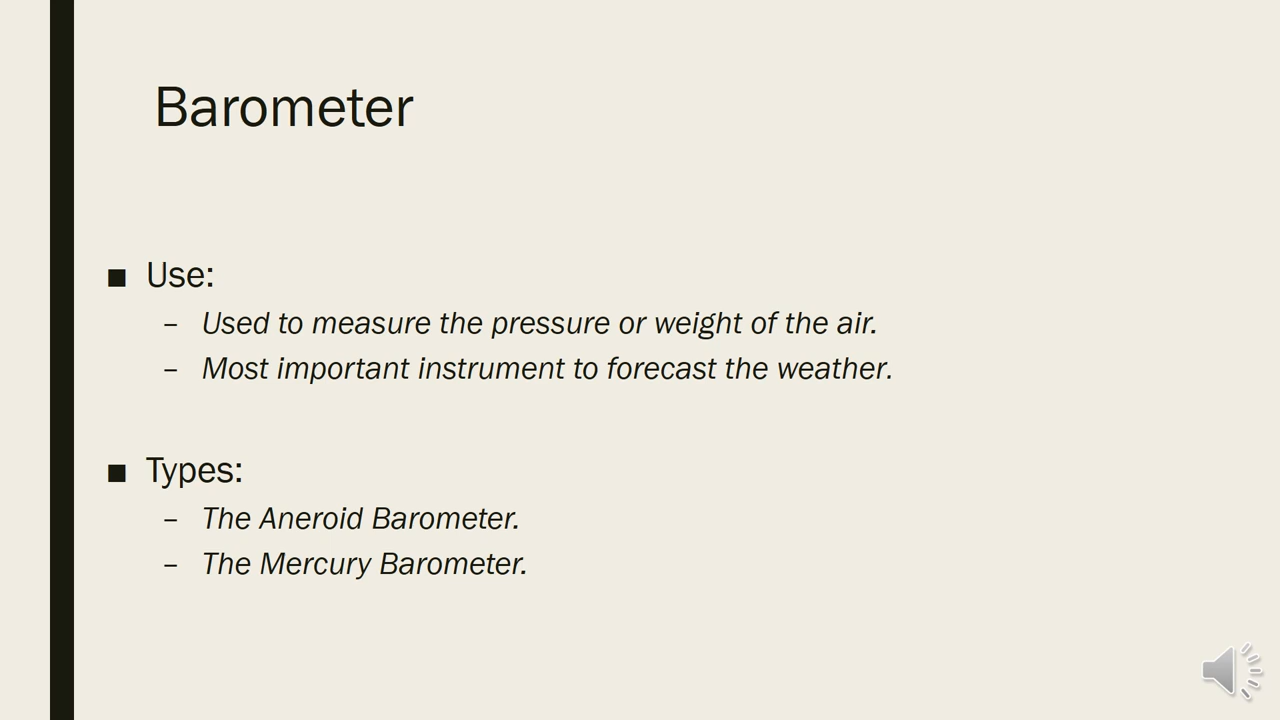 Barometer
■ Use:
– Used to measure the pressure or weight of the air.
– Most important instrument to forecast the weather.
■ Types:
– The Aneroid Barometer.
– The Mercury Barometer.